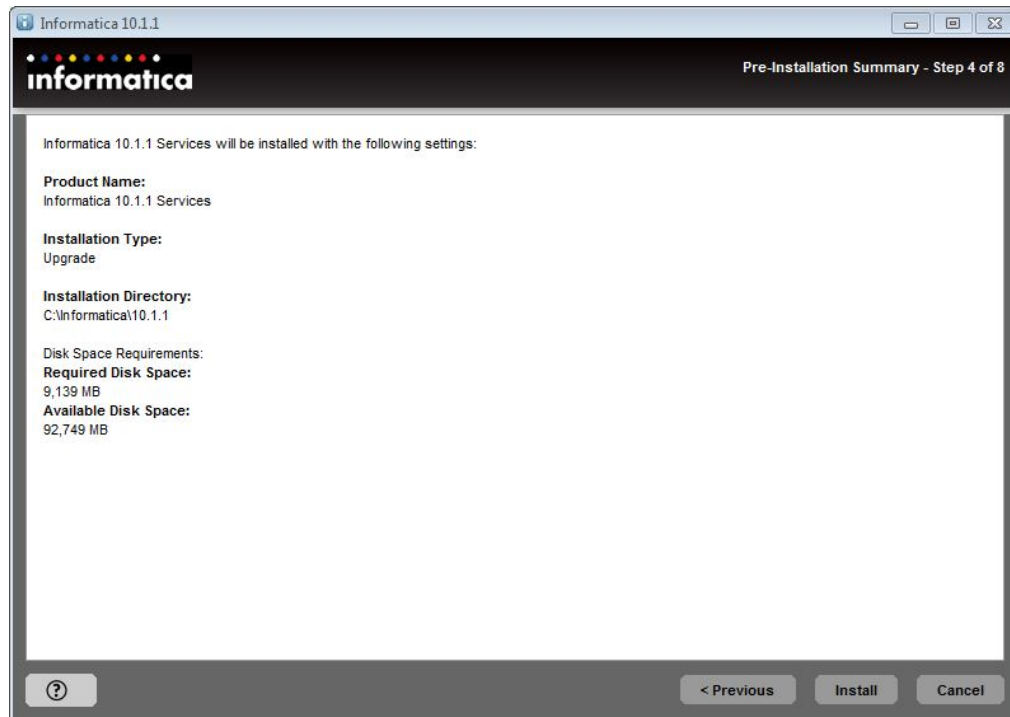 Informatica 10.1.1
informatica
Pre-Installation Summary - Step 4 of 8
Informatica 10.1.1 Services will be installed with the following settings:
Product Name:
Informatica 10.1.1 Services
Installation Type:
Upgrade
Installation Directory:
C:\Informatica\10.1.1
Disk Space Requirements:
Required Disk Space:
9,139 MB
Available Disk Space:
92,749 MB
?
< Previous
Install
Cancel